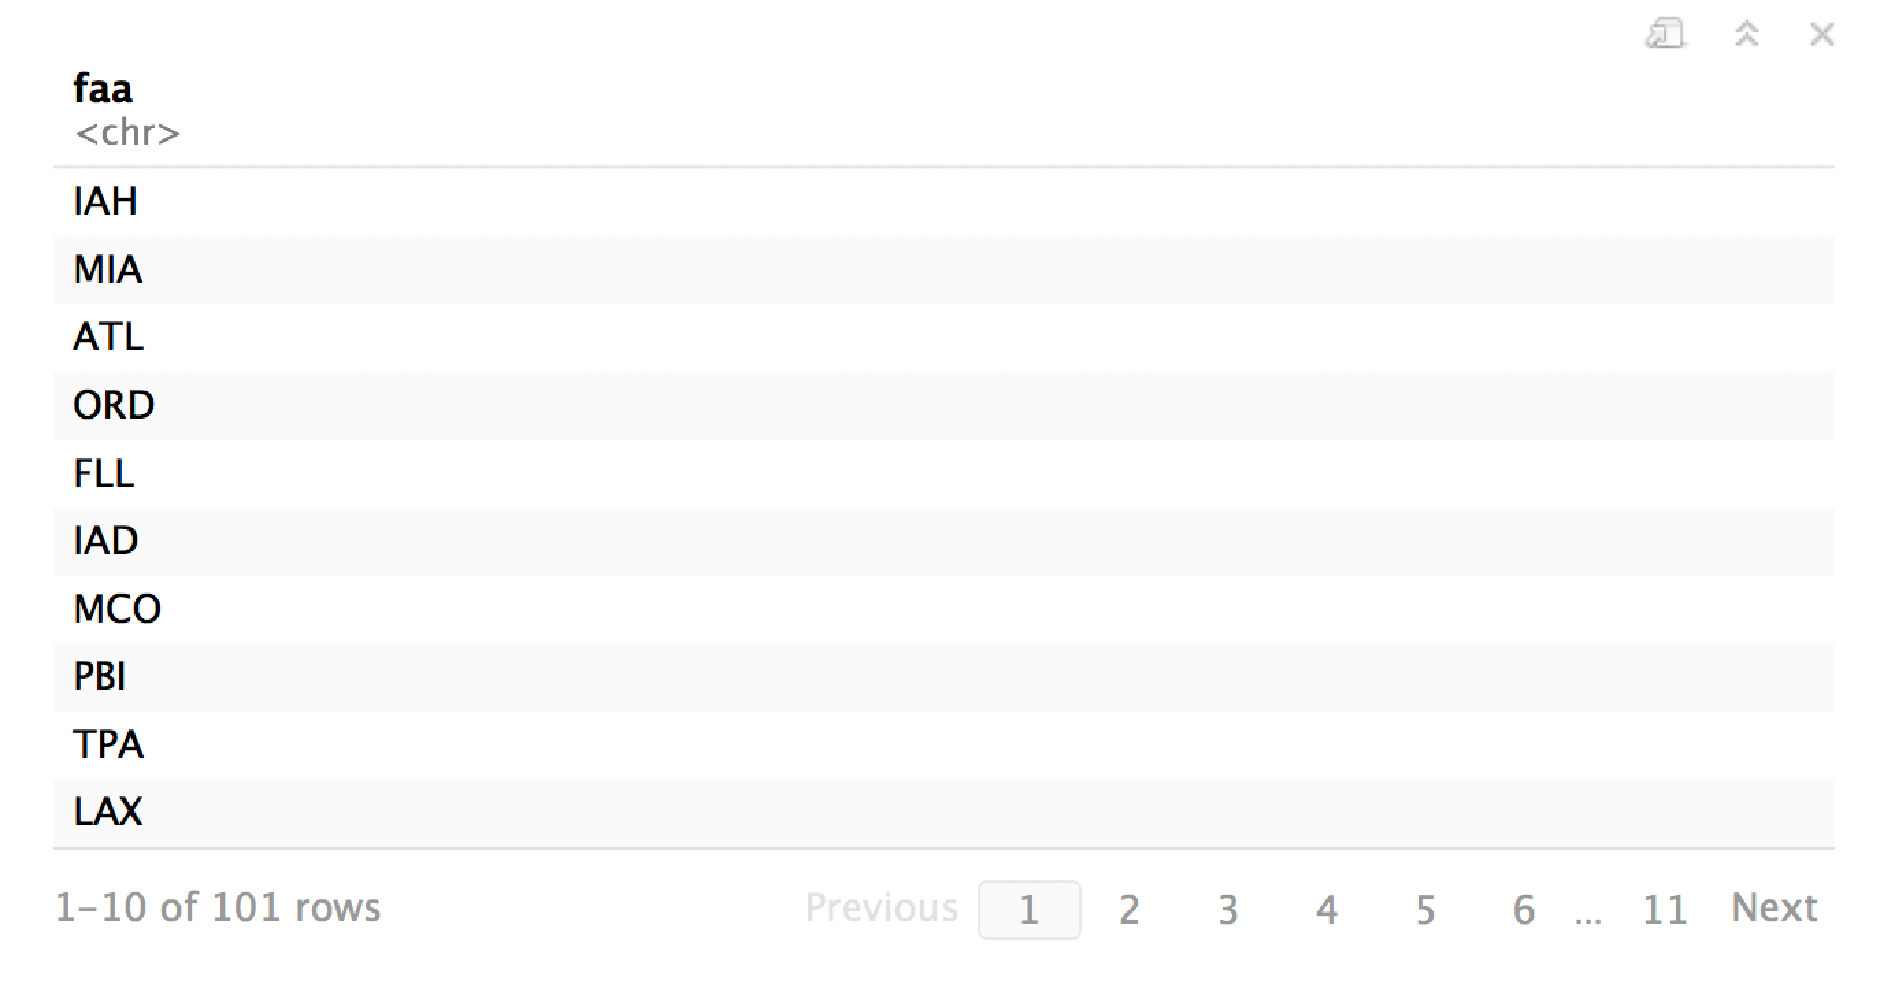 faa
<chr>
IAH
MIA
ATL
ORD
FLL
IAD
MCO
PBI
TPA
LAX
1–10 of 101 rows Previous 1 2 3 4 5 6 ... 11 Next